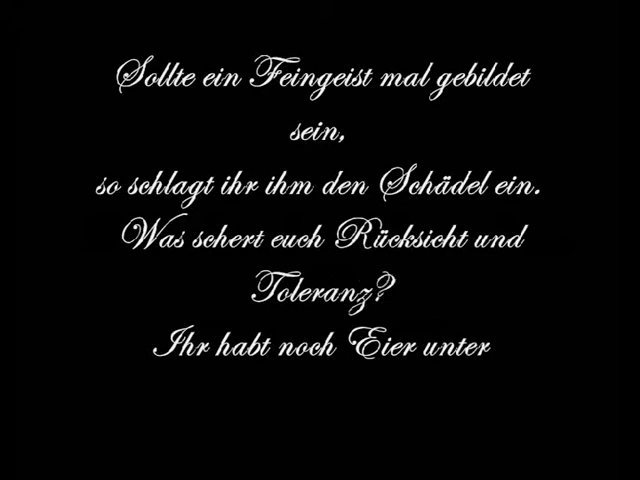 Sollte ein Feingeist mal gebildet
sein,
so schlagt ihr ihm den Schädel ein.
Was schert euch Rücksicht und
Toleranz?
Ihr habt noch Eier unter